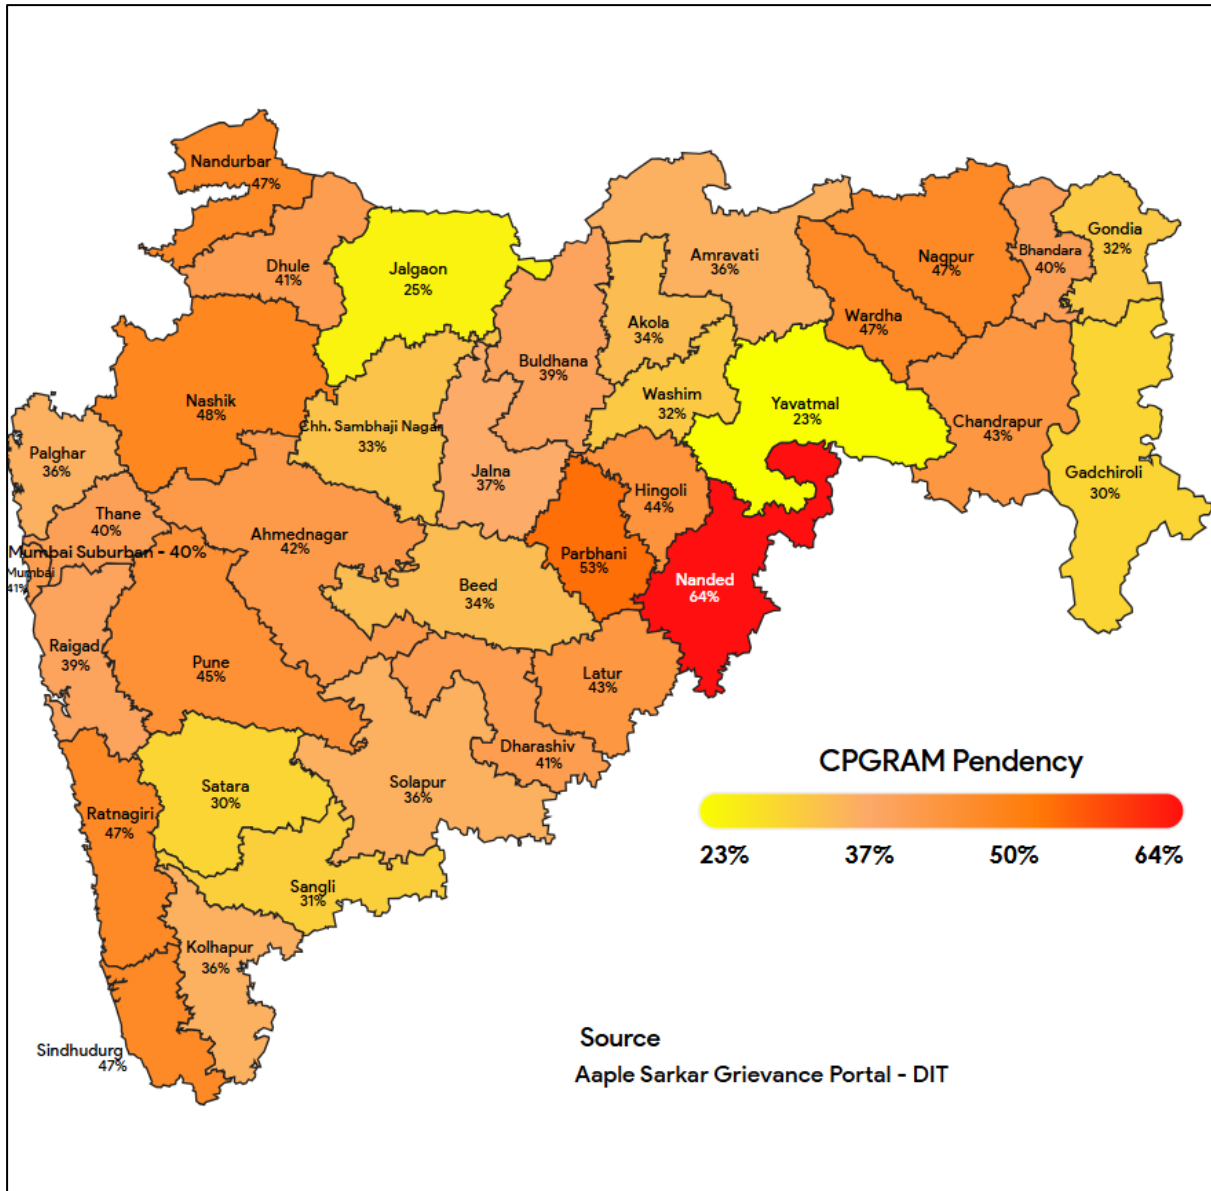 Nandurbar
47%
Dhule
41%
Jalgaon
25%
Amravati
36%
Nagpur
47%
Bhandara
40%
Gondia
32%
Wardha
47%
Akola
34%
Buldhana
39%
Washim
32%
Yavatmal
23%
Chandrapur
43%
Gadchiroli
30%
Nashik
48%
Chh. Sambhaji Nagar
33%
Palghar
36%
Jalna
37%
Hingoli
44%
Thane
40%
Ahmednagar
42%
Parbhani
53%
Mumbai Suburban - 40%
Mumbai
41%
Beed
34%
Nanded
64%
Raigad
39%
Pune
45%
Latur
43%
Dharashiv
41%
Satara
30%
Solapur
36%
Ratnagiri
47%
Sangli
31%
Kolhapur
36%
Sindhudurg
47%
CPGRAM Pendency
23% 37% 50% 64%
Source
Aaple Sarkar Grievance Portal - DIT